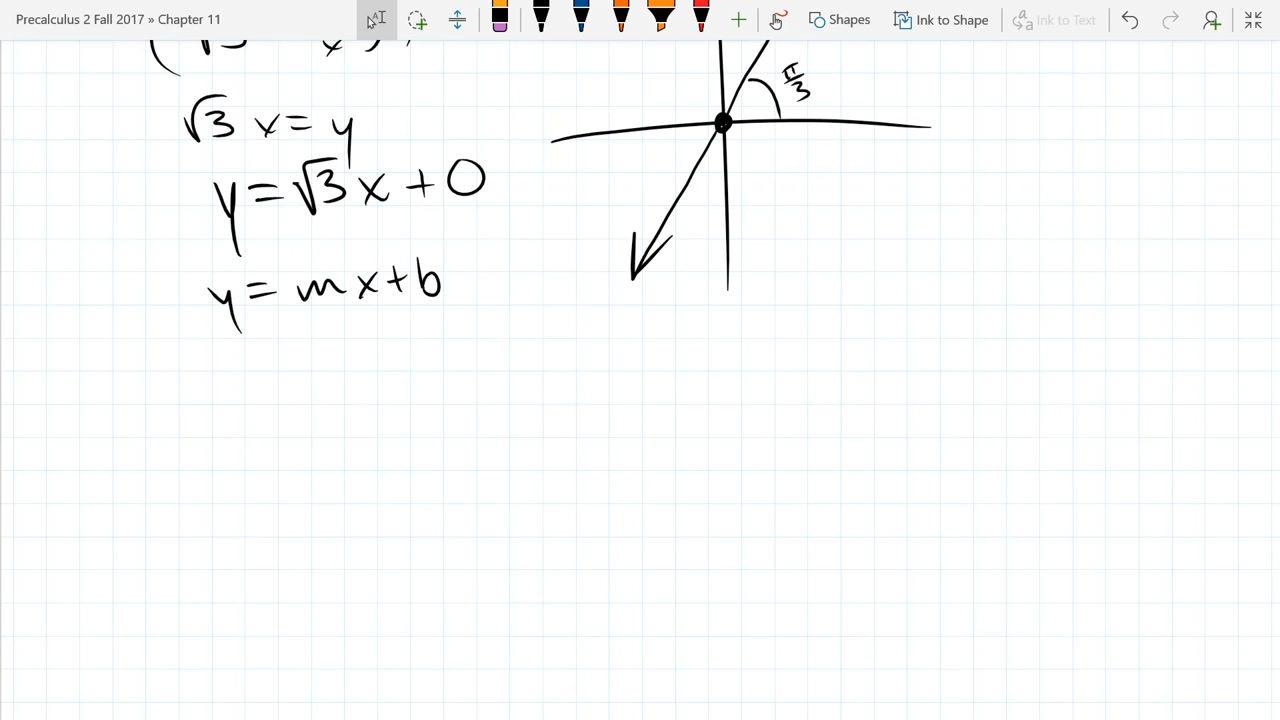 Precalculus 2 Fall 2017 » Chapter 11
Shapes
Ink to Shape
Ink to Text
π/3
√3 x = y
y = √3 x + 0
y = mx + b